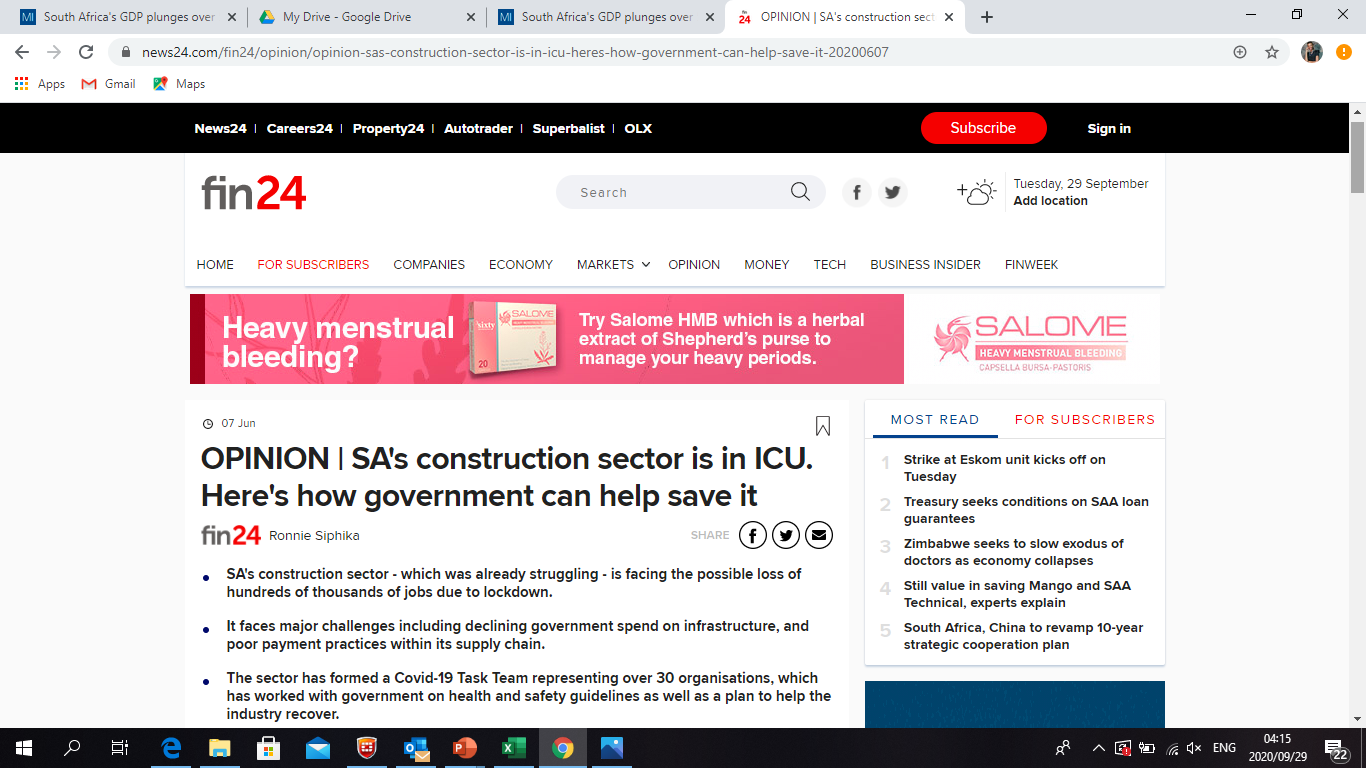 South Africa's GDP plunges over
My Drive - Google Drive
South Africa's GDP plunges over
OPINION | SA's construction sect
news24.com/fin24/opinion/opinion-sas-construction-sector-is-in-icu-heres-how-government-can-help-save-it-20200607
Apps
Gmail
Maps
News24 | Careers24 | Property24 | Autotrader | Superbalist | OLX
Subscribe
Sign in
fin24
Search
Tuesday, 29 September
Add location
HOME
FOR SUBSCRIBERS
COMPANIES
ECONOMY
MARKETS
OPINION
MONEY
TECH
BUSINESS INSIDER
FINWEEK
Heavy menstrual
bleeding?
sixty
SALOME
20
Try Salome HMB which is a herbal
extract of Shepherd's purse to
manage your heavy periods.
SALOME
HEAVY MENSTRUAL BLEEDING
CAPSELLA BURSA-PASTORIS
07 Jun
OPINION | SA's construction sector is in ICU.
Here's how government can help save it
fin24 Ronnie Siphika
SHARE
SA's construction sector - which was already struggling - is facing the possible loss of
hundreds of thousands of jobs due to lockdown.
It faces major challenges including declining government spend on infrastructure, and
poor payment practices within its supply chain.
The sector has formed a Covid-19 Task Team representing over 30 organisations, which
has worked with government on health and safety guidelines as well as a plan to help the
industry recover.
MOST READ
FOR SUBSCRIBERS
1 Strike at Eskom unit kicks off on
Tuesday
2 Treasury seeks conditions on SAA loan
guarantees
3 Zimbabwe seeks to slow exodus of
doctors as economy collapses
4 Still value in saving Mango and SAA
Technical, experts explain
5 South Africa, China to revamp 10-year
strategic cooperation plan
ENG
04:15
2020/09/29
22